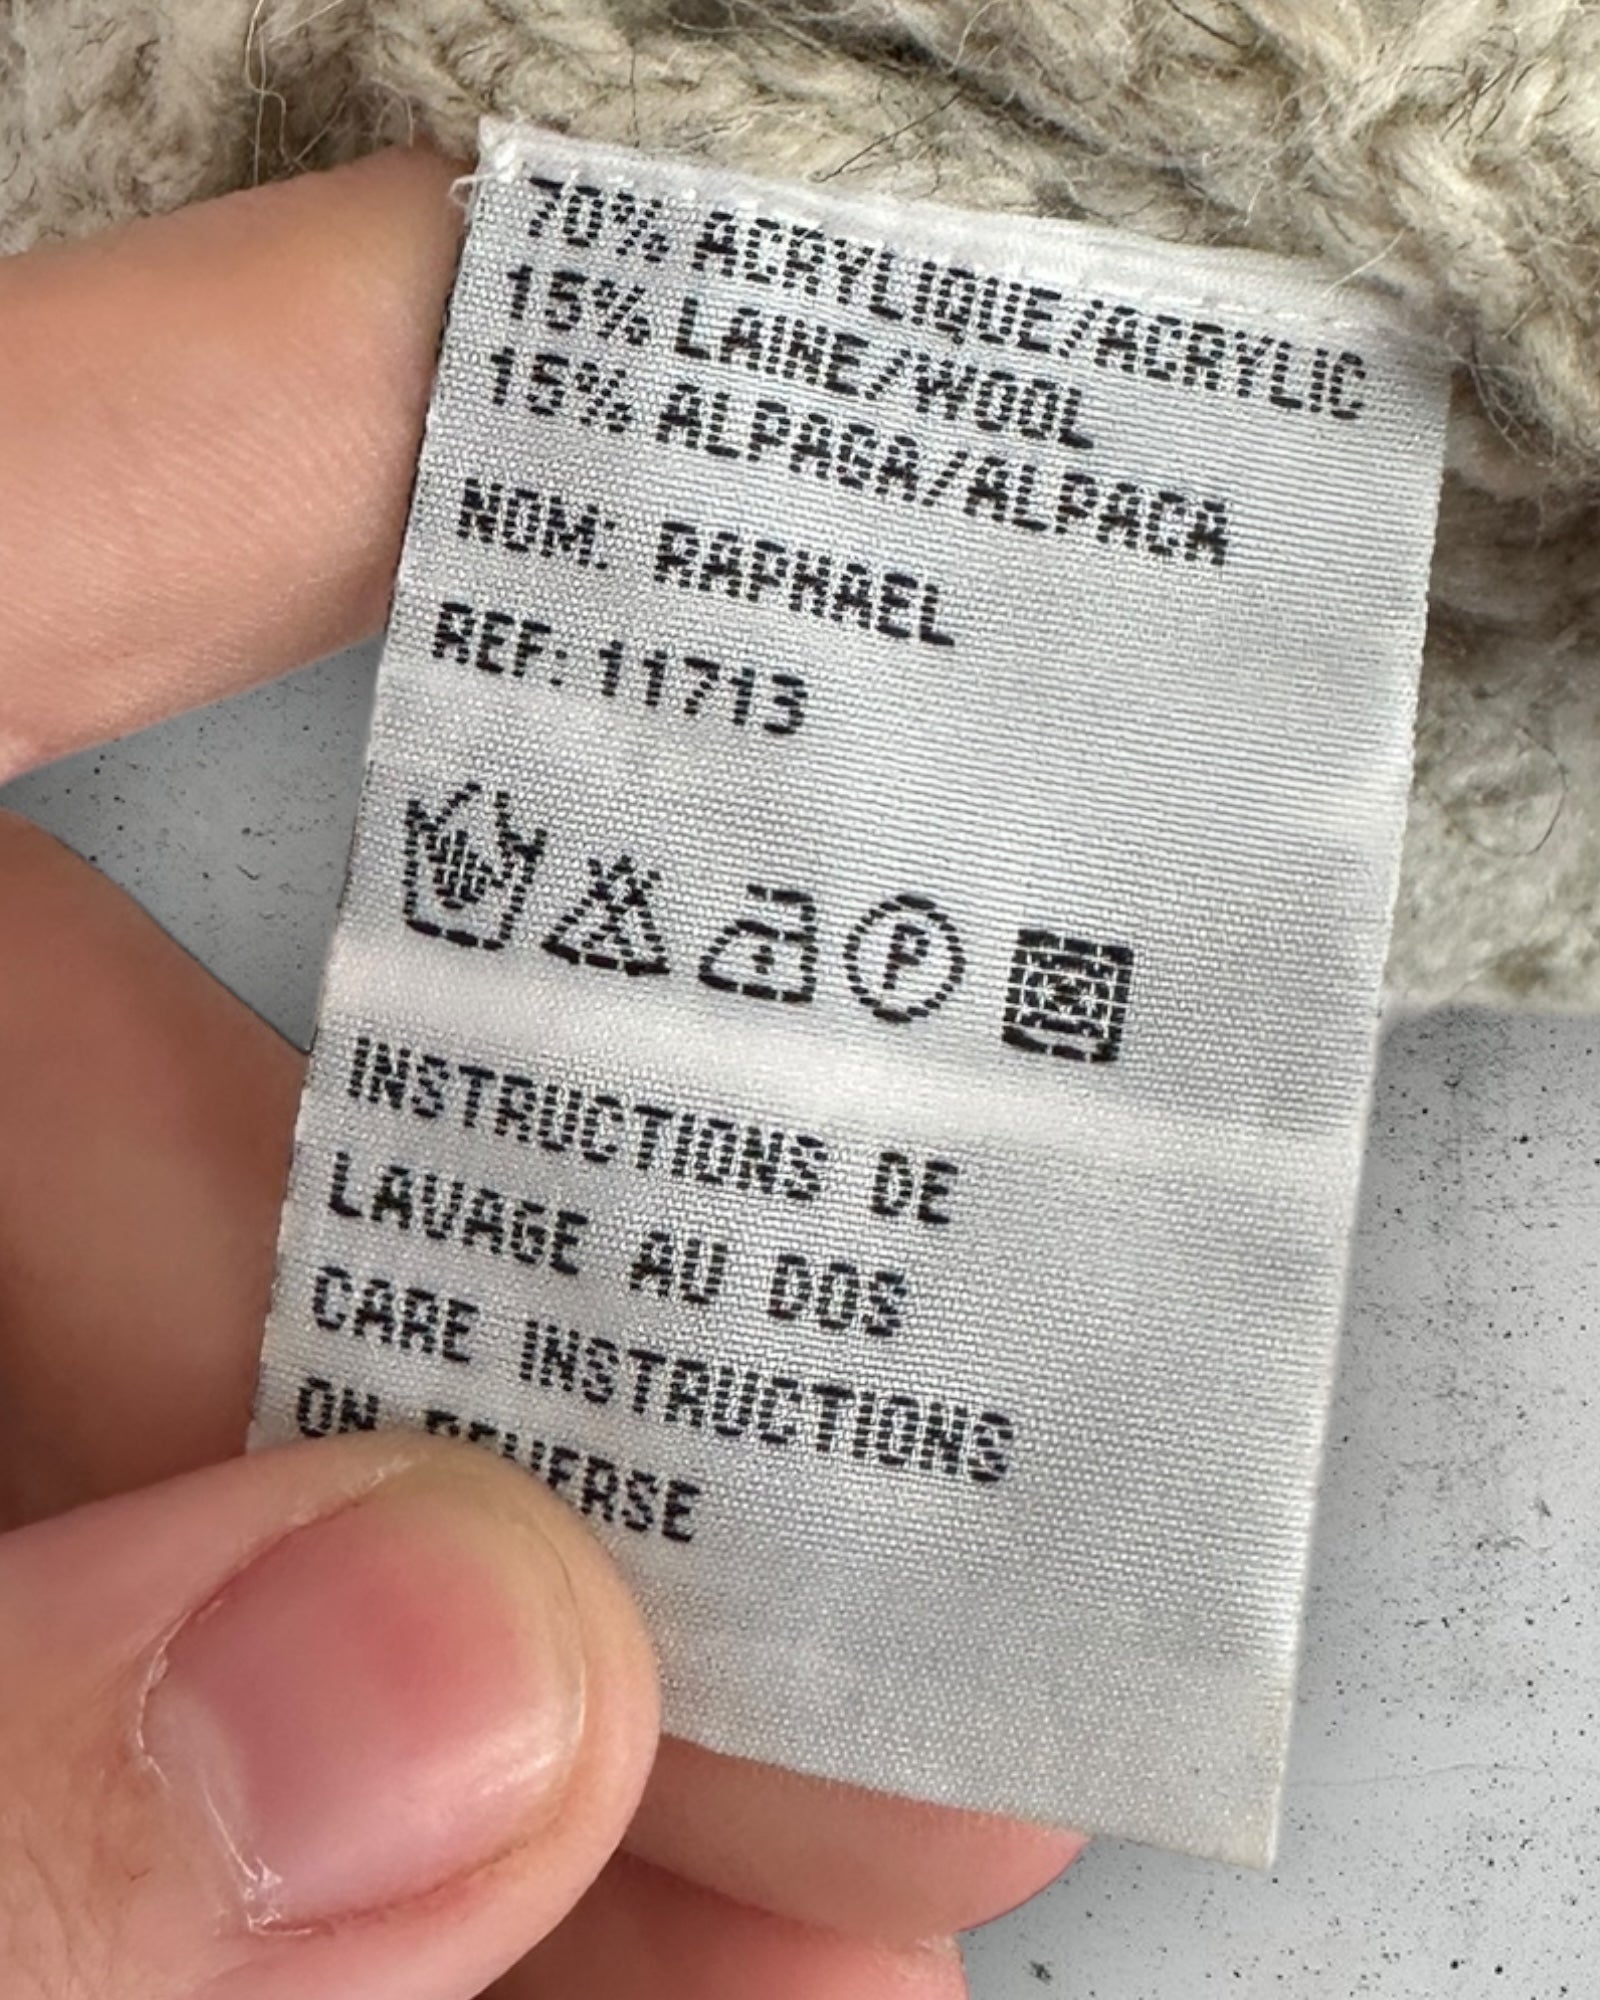 70% ACRYLIQUE/ACRYLIC
15% LAINE/WOOL
15% ALPAGA/ALPACA
NOM: RAPHAEL
REF: 11713
P
INSTRUCTIONS DE
LAVAGE AU DOS
CARE INSTRUCTIONS
ON REVERSE